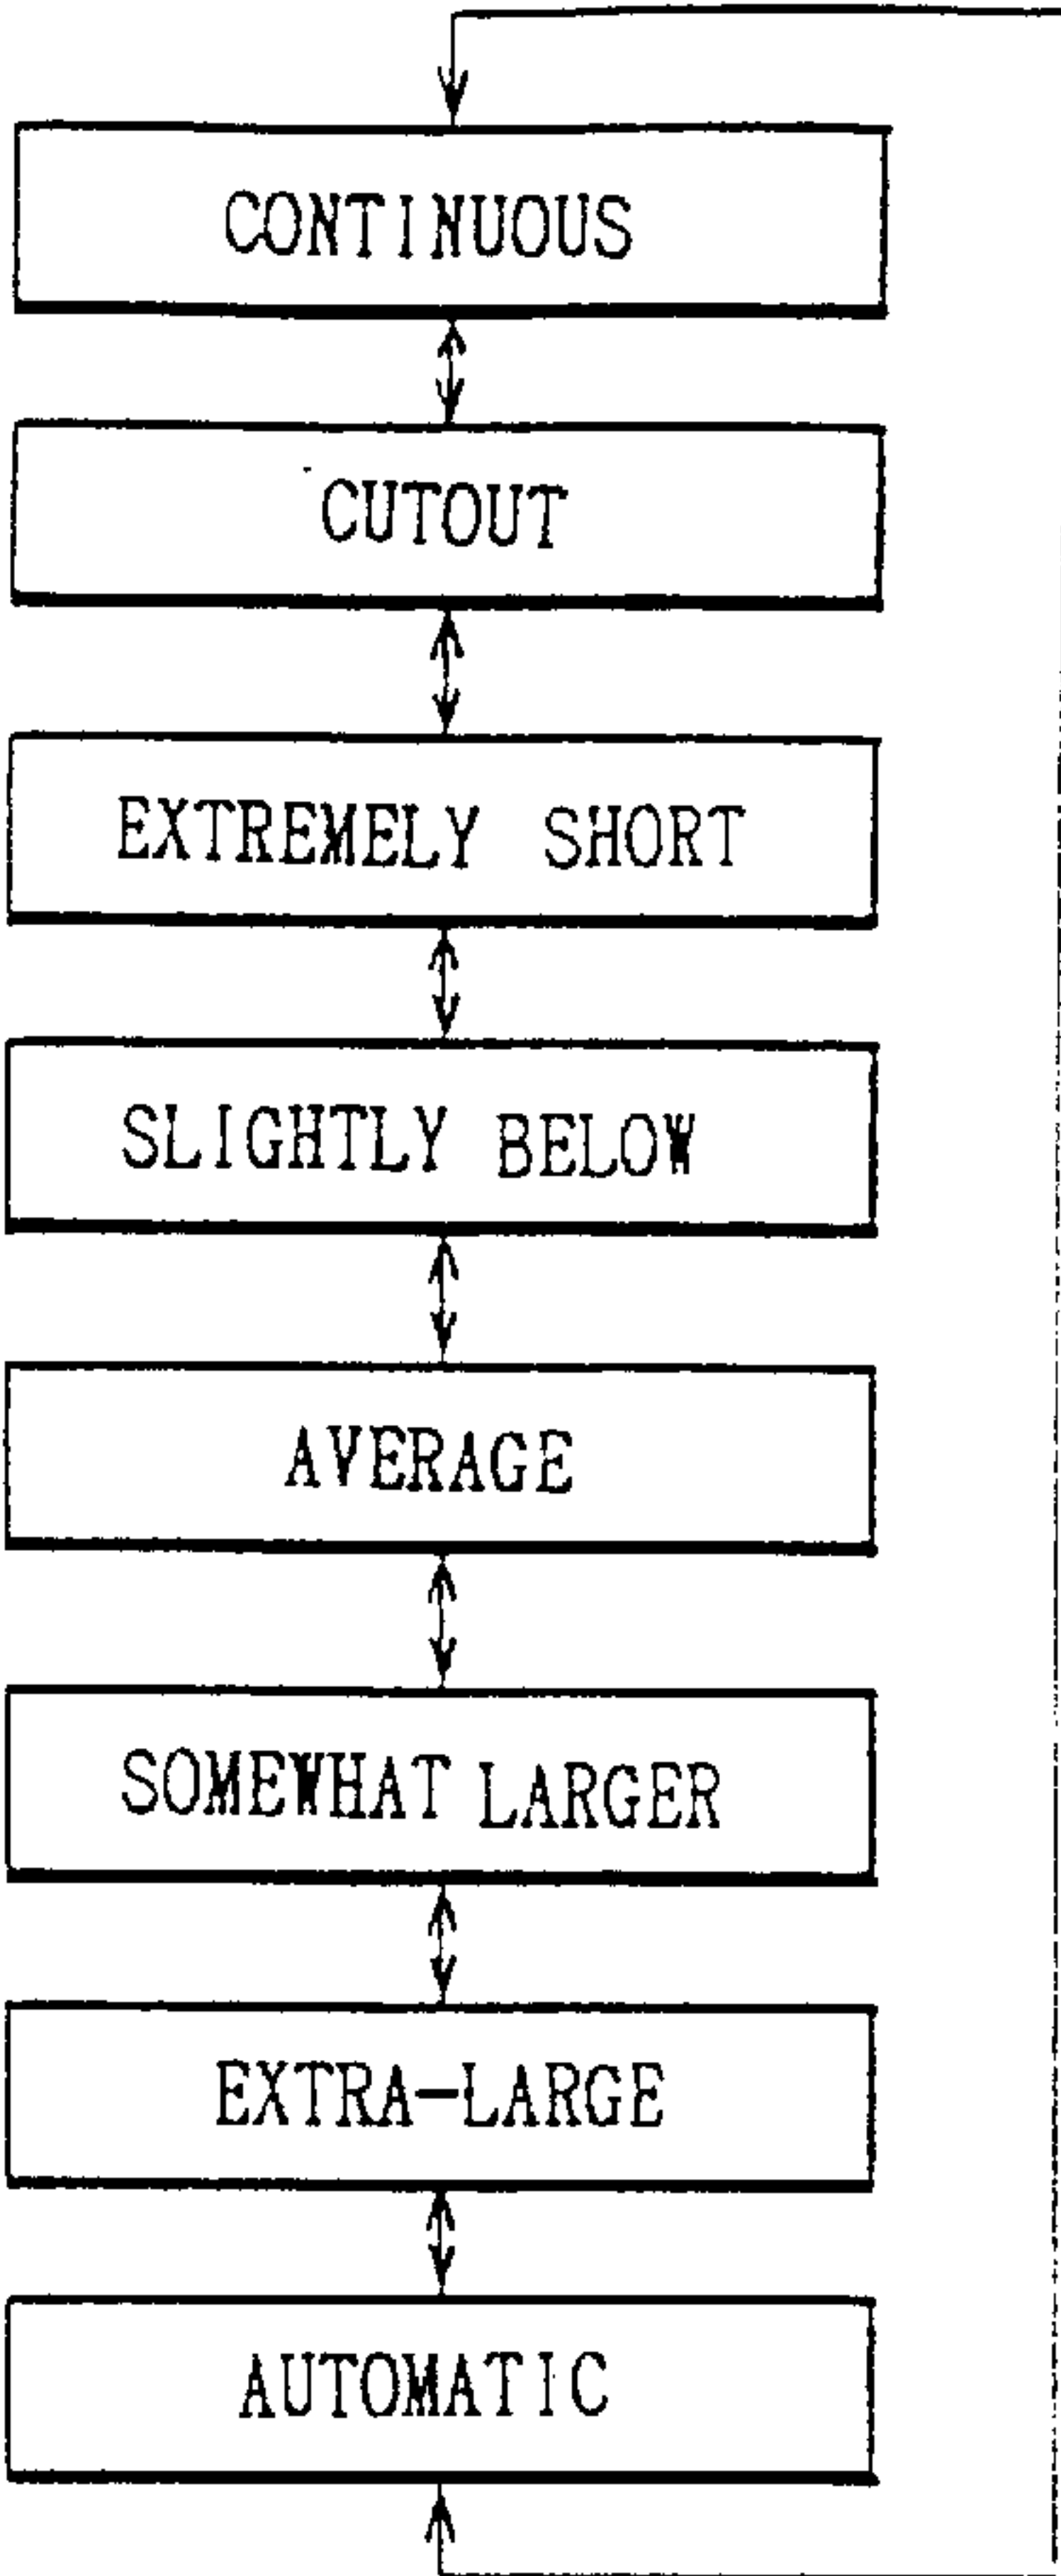 CONTINUOUS
CUTOUT
EXTREMELY SHORT
SLIGHTLY BELOW
AVERAGE
SOMEWHAT LARGER
EXTRA-LARGE
AUTOMATIC